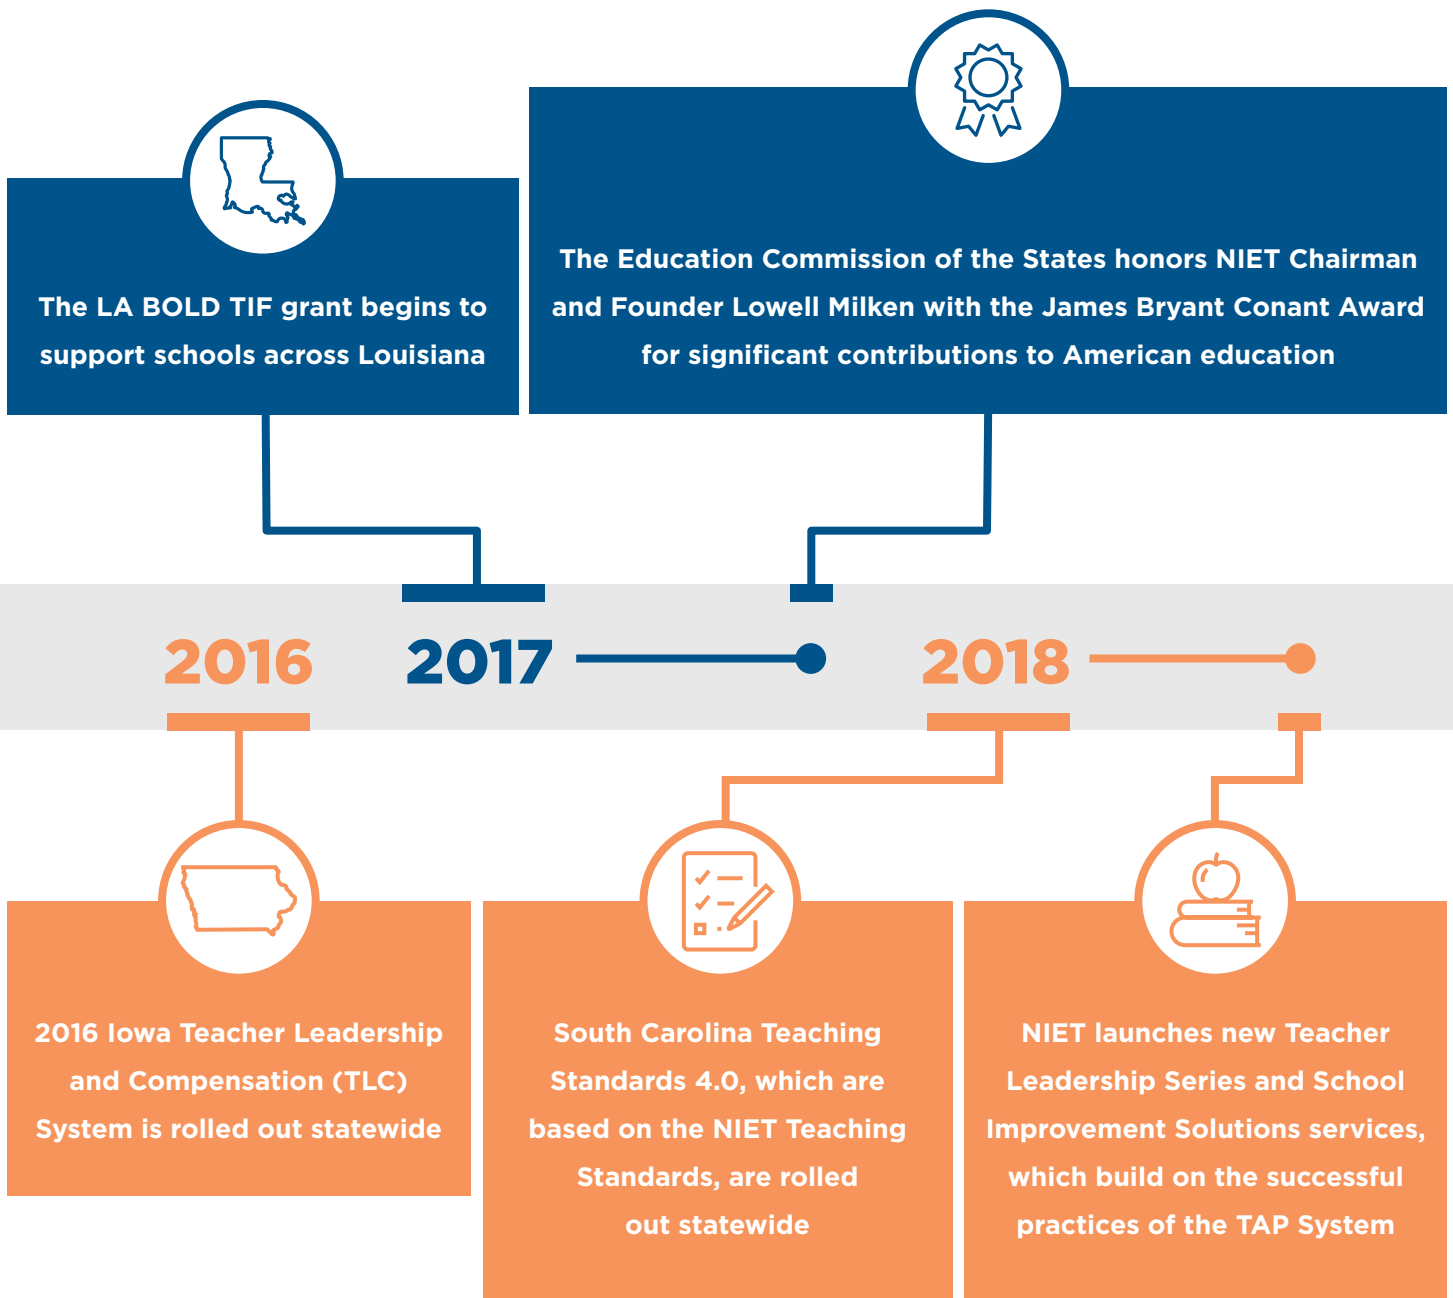 The LA BOLD TIF grant begins to
support schools across Louisiana
The Education Commission of the States honors NIET Chairman
and Founder Lowell Milken with the James Bryant Conant Award
for significant contributions to American education
2016
2017
2018
2016 Iowa Teacher Leadership
and Compensation (TLC)
System is rolled out statewide
South Carolina Teaching
Standards 4.0, which are
based on the NIET Teaching
Standards, are rolled
out statewide
NIET launches new Teacher
Leadership Series and School
Improvement Solutions services,
which build on the successful
practices of the TAP System